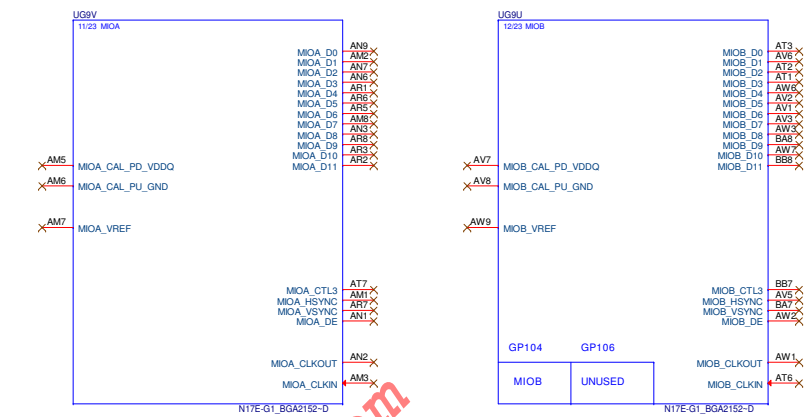 UG9V
11/23 MIOA
MIOA_D0 AN9
MIOA_D1 AM2
MIOA_D2 AN7
MIOA_D3 AN6
MIOA_D4 AR1
MIOA_D5 AR6
MIOA_D6 AR5
MIOA_D7 AM8
MIOA_D8 AN3
MIOA_D9 AR8
MIOA_D10 AR3
MIOA_D11 AR2
AM5 MIOA_CAL_PD_VDDQ
AM6 MIOA_CAL_PU_GND
AM7 MIOA_VREF
MIOA_CTL3 AT7
MIOA_HSYNC AM1
MIOA_VSYNC AR7
MIOA_DE AN1
MIOA_CLKOUT AN2
MIOA_CLKIN AM3
N17E-G1_BGA2152~D
om
UG9U
12/23 MIOB
MIOB_D0 AT3
MIOB_D1 AV6
MIOB_D2 AT2
MIOB_D3 AT1
MIOB_D4 AW6
MIOB_D5 AV2
MIOB_D6 AV1
MIOB_D7 AV3
MIOB_D8 AW3
MIOB_D9 BA8
MIOB_D10 AW7
MIOB_D11 BB8
AV7 MIOB_CAL_PD_VDDQ
AV8 MIOB_CAL_PU_GND
AW9 MIOB_VREF
MIOB_CTL3 BB7
MIOB_HSYNC AV5
MIOB_VSYNC BA7
MIOB_DE AW2
GP104 GP106
MIOB UNUSED
MIOB_CLKOUT AW1
MIOB_CLKIN AT6
N17E-G1_BGA2152~D